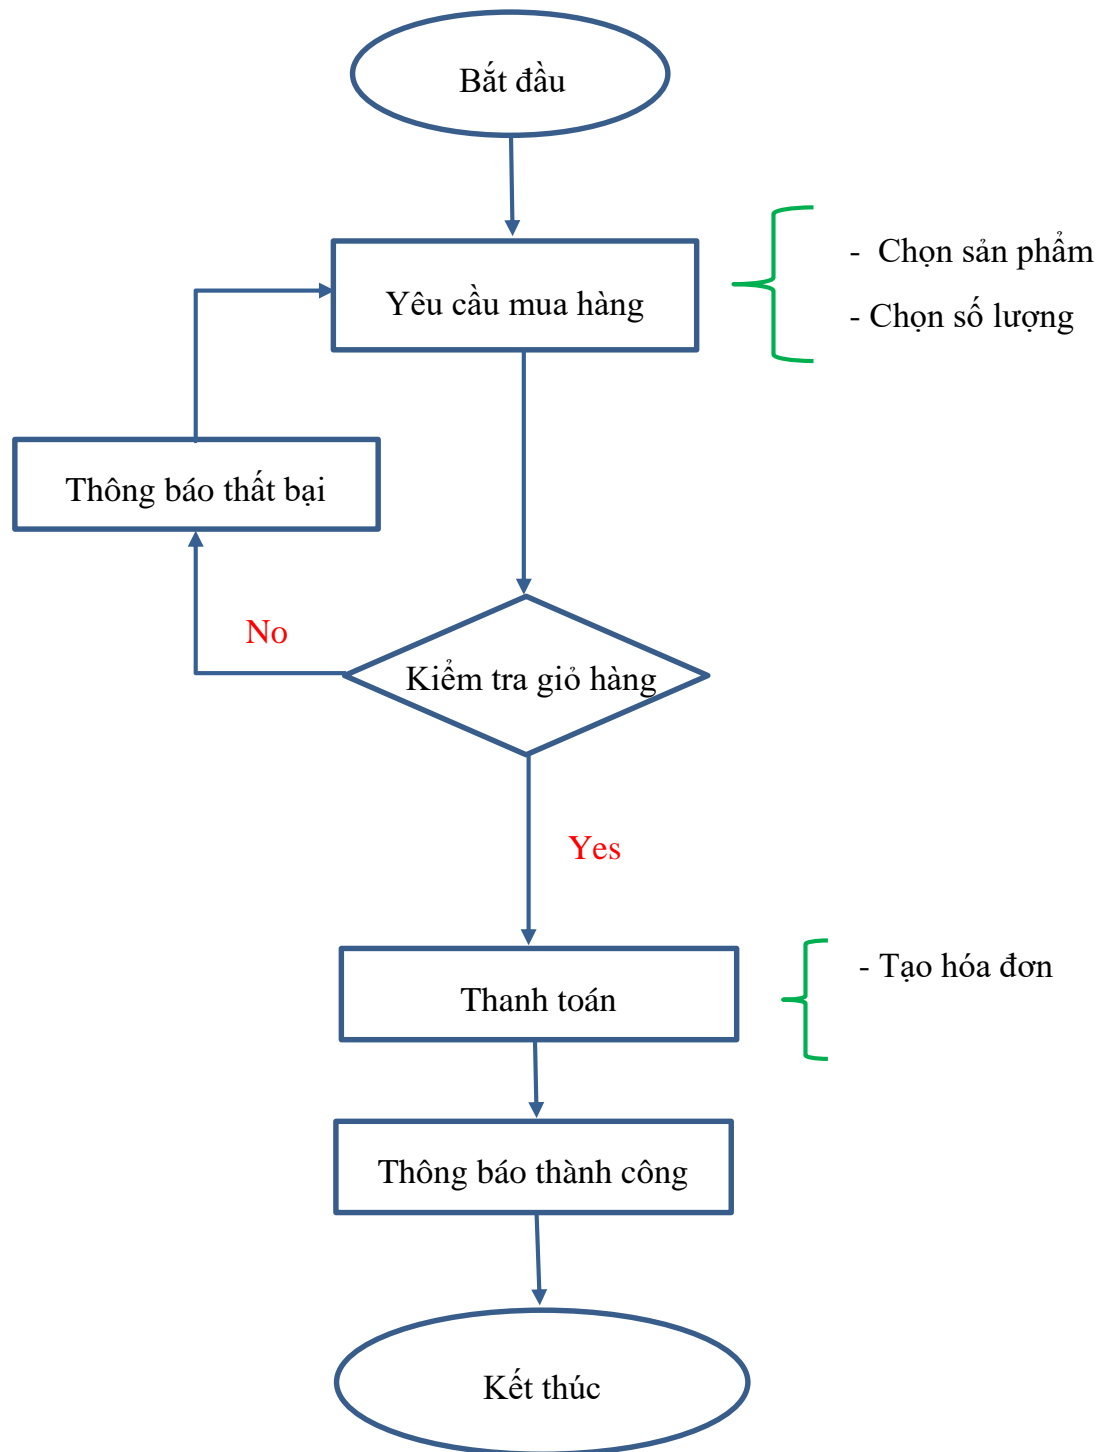 Bắt đầu
Yêu cầu mua hàng
- Chọn sản phẩm
- Chọn số lượng
Thông báo thất bại
No
Kiểm tra giỏ hàng
Yes
Thanh toán
- Tạo hóa đơn
Thông báo thành công
Kết thúc